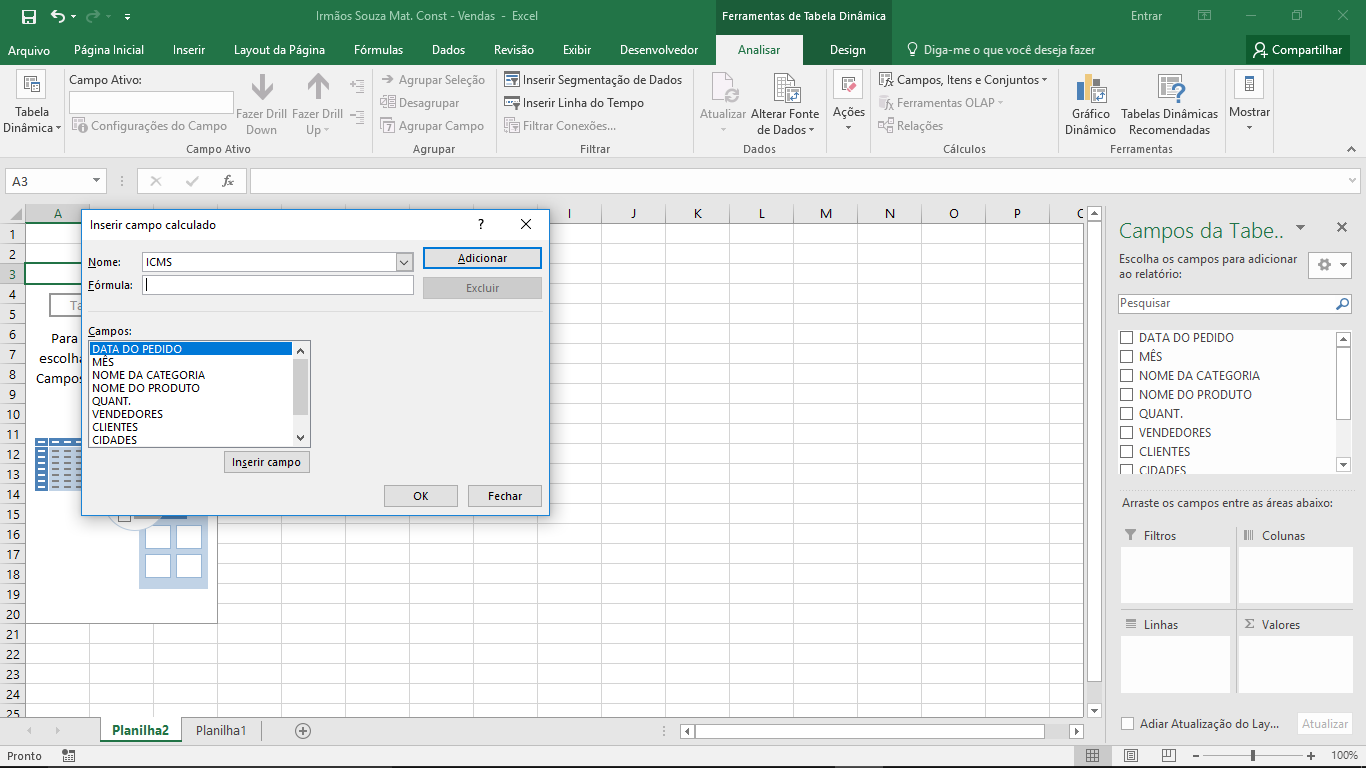 Irmãos Souza Mat. Const - Vendas - Excel
Ferramentas de Tabela Dinâmica
Entrar
Arquivo Página Inicial Inserir Layout da Página Fórmulas Dados Revisão Exibir Desenvolvedor Analisar Design Diga-me o que você deseja fazer Compartilhar
Tabela Dinâmica
Campo Ativo:
Configurações do Campo
Fazer Drill Down
Fazer Drill Up
Campo Ativo
Agrupar Seleção
Desagrupar
Agrupar Campo
Agrupar
Inserir Segmentação de Dados
Inserir Linha do Tempo
Filtrar Conexões...
Filtrar
Atualizar
Alterar Fonte de Dados
Dados
Ações
Campos, Itens e Conjuntos
Ferramentas OLAP
Relações
Cálculos
Gráfico Dinâmico
Tabelas Dinâmicas Recomendadas
Ferramentas
Mostrar
A3
fx
A I J K L M N O P
1
2
3
4
5
6
7
8
9
10
11
12
13
14
15
16
17
18
19
20
21
22
23
24
25
Para
escolha
Campos
Inserir campo calculado
?
Nome:
ICMS
Adicionar
Fórmula:
Excluir
Campos:
DATA DO PEDIDO
MÊS
NOME DA CATEGORIA
NOME DO PRODUTO
QUANT.
VENDEDORES
CLIENTES
CIDADES
Inserir campo
OK
Fechar
Campos da Tabe..
Escolha os campos para adicionar
ao relatório:
Pesquisar
DATA DO PEDIDO
MÊS
NOME DA CATEGORIA
NOME DO PRODUTO
QUANT.
VENDEDORES
CLIENTES
CIDADES
Arraste os campos entre as áreas abaixo:
Filtros
Colunas
Linhas
Σ Valores
Adiar Atualização do Lay...
Atualizar
Planilha2
Planilha1
Pronto
100%